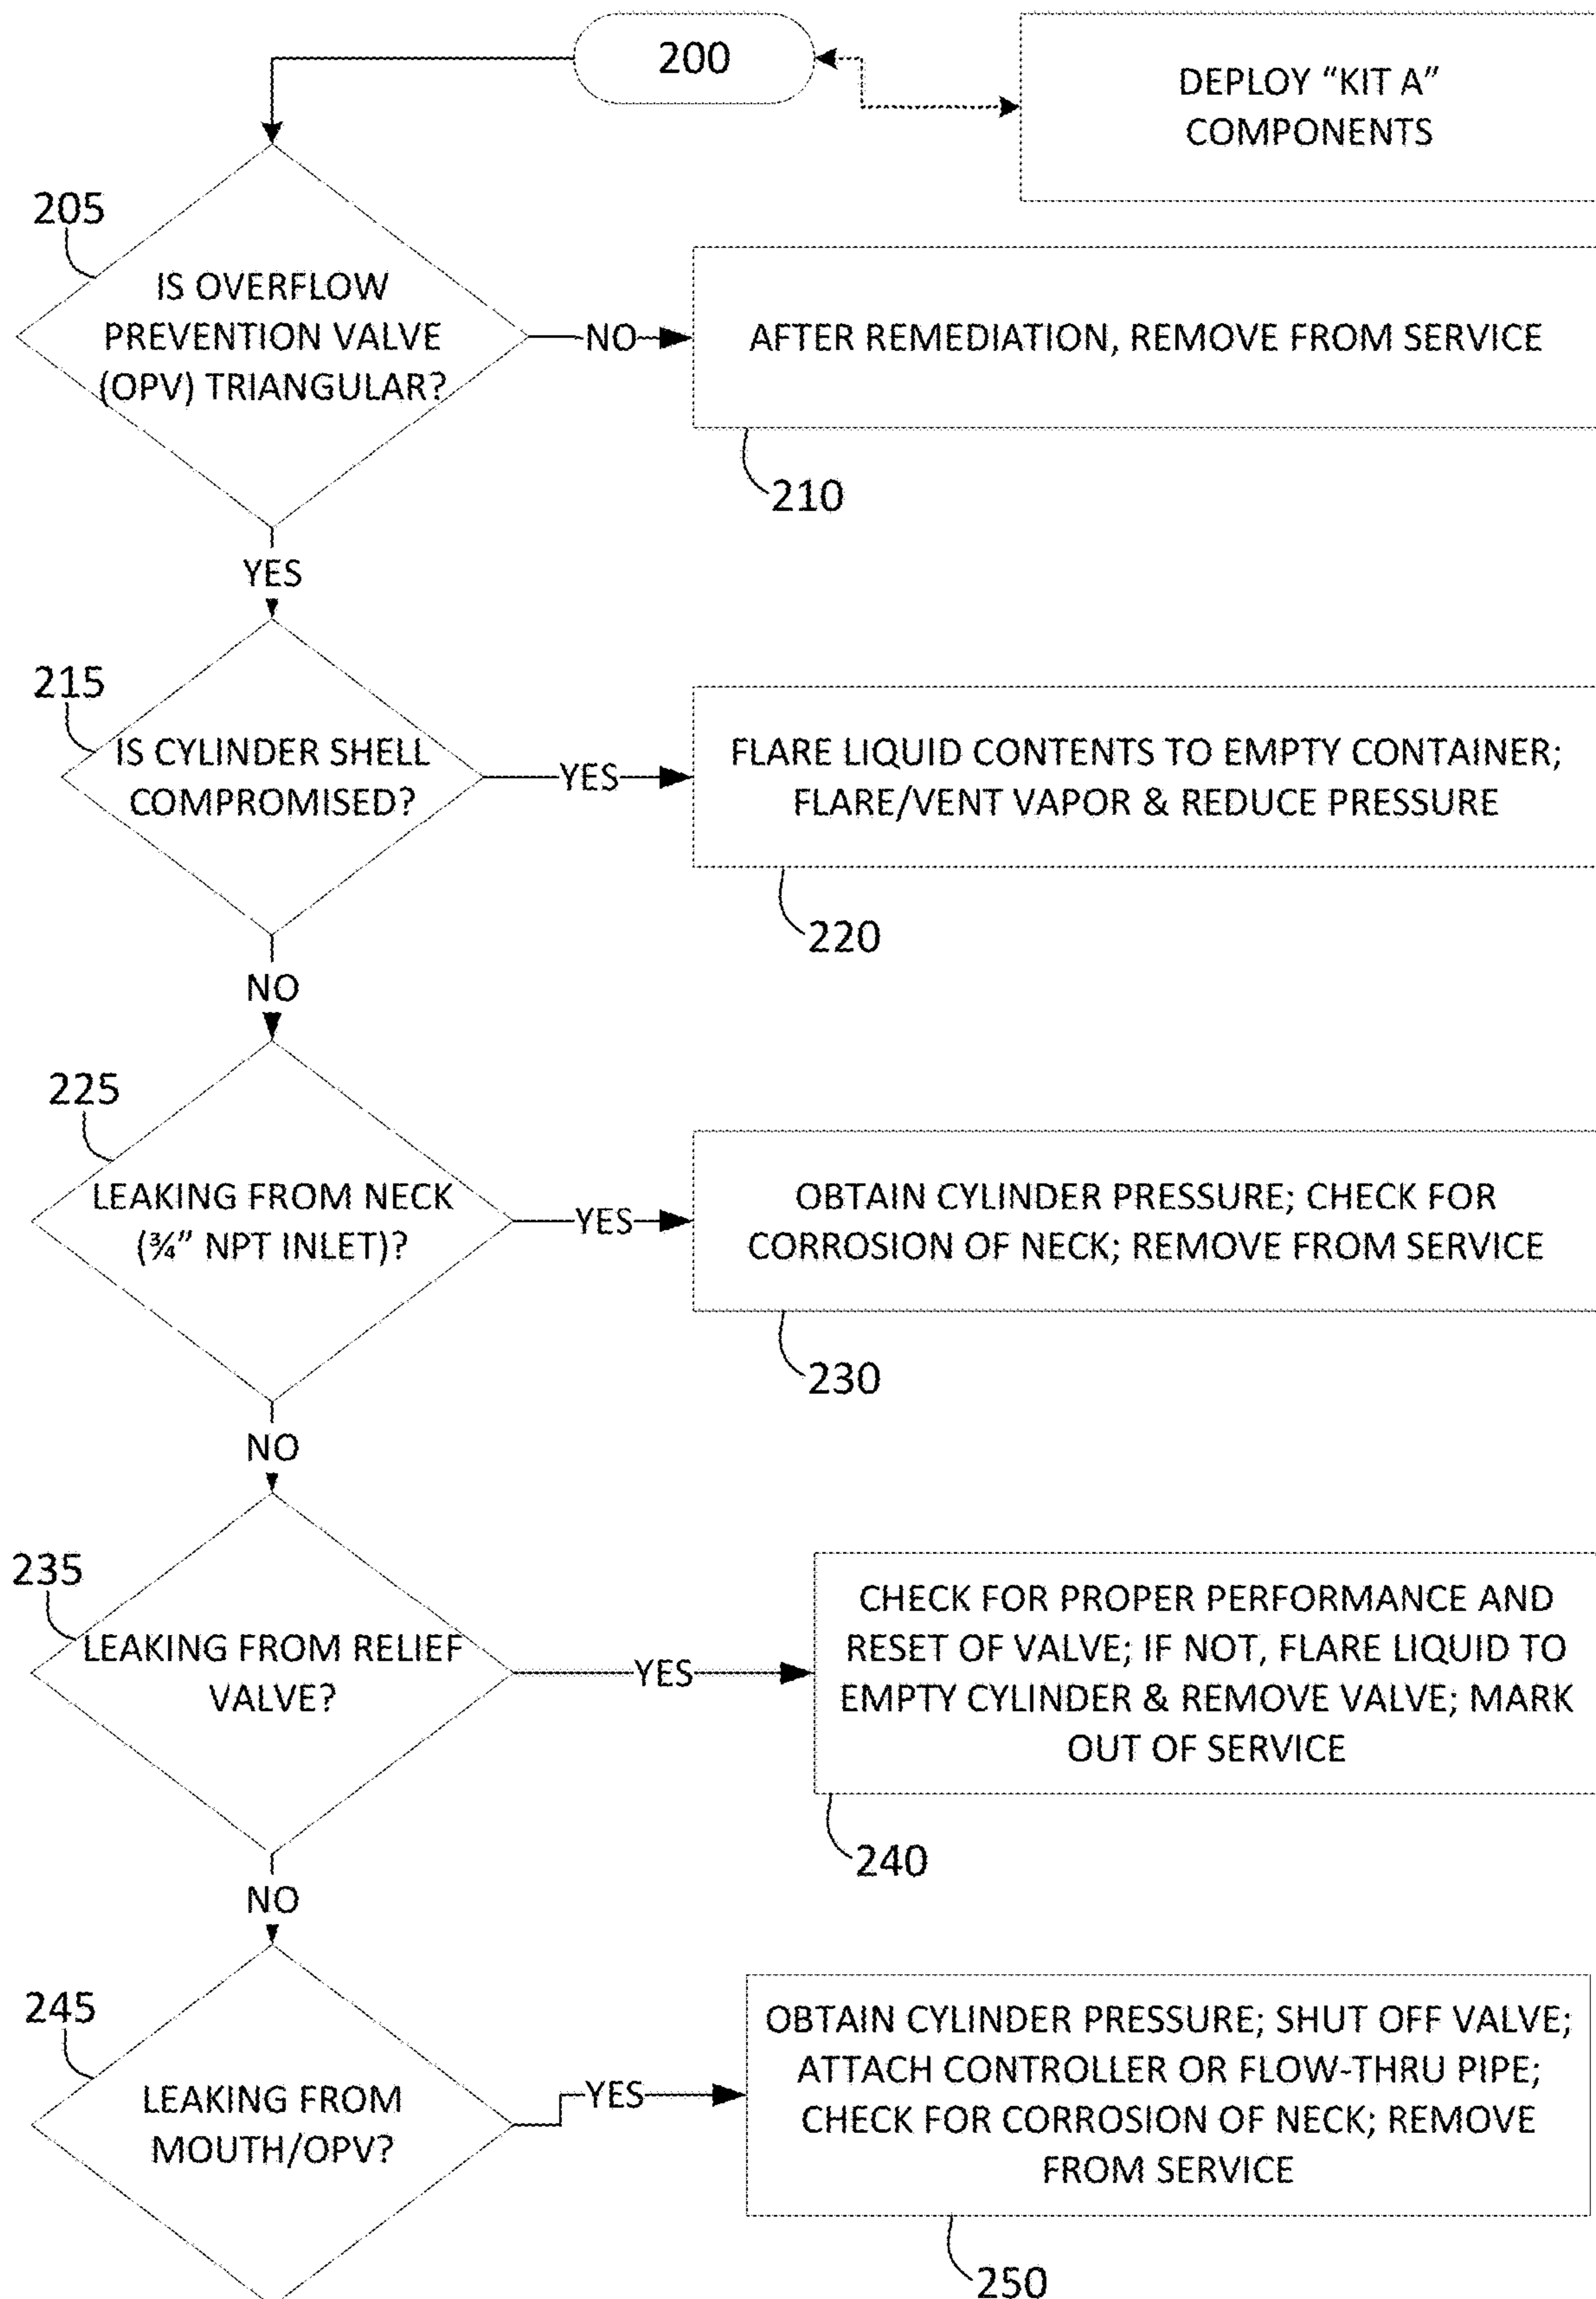 200
DEPLOY “KIT A”
COMPONENTS
205
IS OVERFLOW
PREVENTION VALVE
(OPV) TRIANGULAR?
NO
AFTER REMEDIATION, REMOVE FROM SERVICE
210
YES
215
IS CYLINDER SHELL
COMPROMISED?
YES
FLARE LIQUID CONTENTS TO EMPTY CONTAINER;
FLARE/VENT VAPOR & REDUCE PRESSURE
220
NO
225
LEAKING FROM NECK
(¾” NPT INLET)?
YES
OBTAIN CYLINDER PRESSURE; CHECK FOR
CORROSION OF NECK; REMOVE FROM SERVICE
230
NO
235
LEAKING FROM RELIEF
VALVE?
YES
CHECK FOR PROPER PERFORMANCE AND
RESET OF VALVE; IF NOT, FLARE LIQUID TO
EMPTY CYLINDER & REMOVE VALVE; MARK
OUT OF SERVICE
240
NO
245
LEAKING FROM
MOUTH/OPV?
YES
OBTAIN CYLINDER PRESSURE; SHUT OFF VALVE;
ATTACH CONTROLLER OR FLOW-THRU PIPE;
CHECK FOR CORROSION OF NECK; REMOVE
FROM SERVICE
250